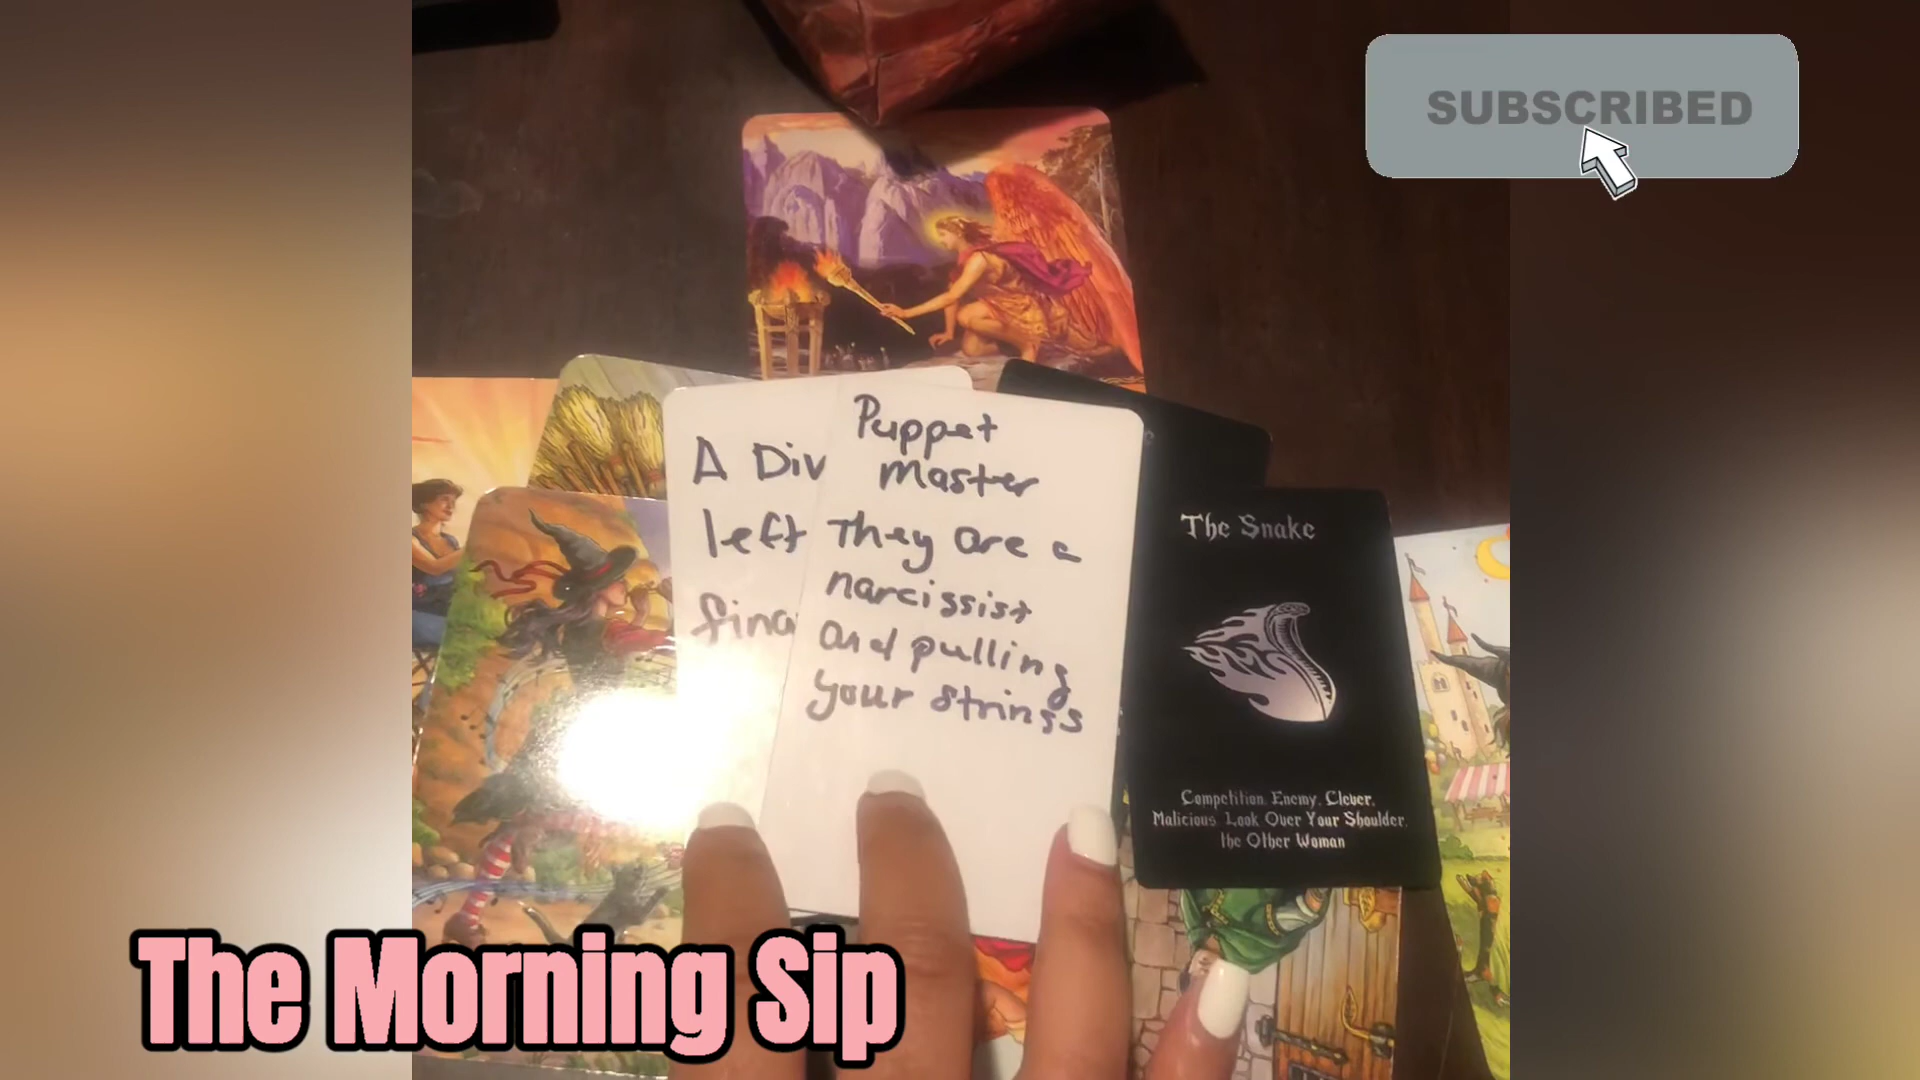 SUBSCRIBED
Puppet
Master
They are a
narcissist
and pulling
your strings
A Div
left
fina
The Snake
Competition, Enemy, Clever,
Malicious, Look Over Your Shoulder,
the Other Woman
The Morning Sip